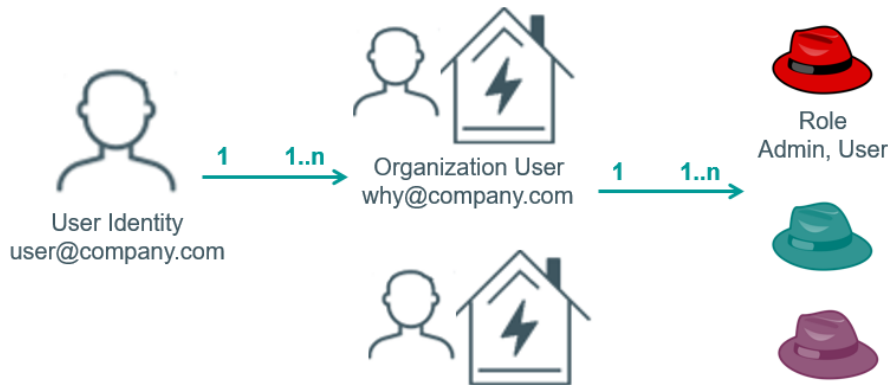 1
1..n
User Identity
user@company.com
Organization User
why@company.com
1
1..n
Role
Admin, User